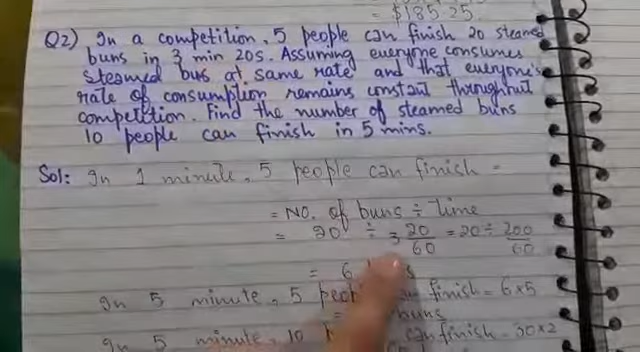 = $185.25.
Q2) In a competition, 5 people can finish 20 steamed
buns in 3 min 20s. Assuming everyone consumes
steamed buns at same rate and that everyone's
rate of consumption remains constant throughout
competition. Find the number of steamed buns
10 people can finish in 5 mins.
Sol: In 1 minute, 5 people can finish =
= NO. of buns ÷ Time
= 20 ÷ 3 20/60 = 20 ÷ 200/60
= 6
In 5 minute, 5 can finish = 6×5
= buns
In 5 minute, 10 can finish = 30×2